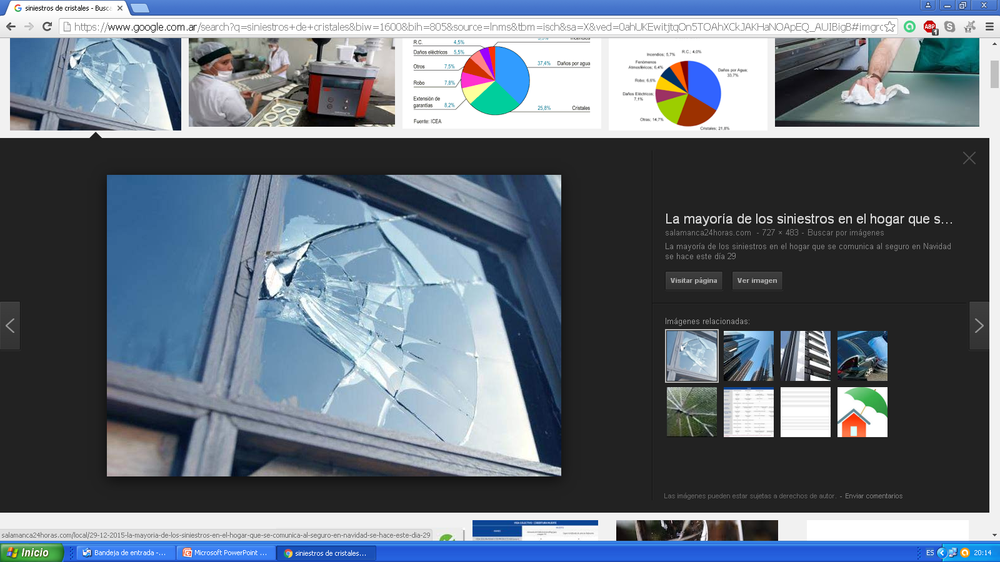 siniestros de cristales - Busca
https://www.google.com.ar/search?q=siniestros+de+cristales&biw=1600&bih=805&source=lnms&tbm=isch&sa=X&ved=0ahUKEwitjtqOn5TOAhXCkJAKHaNOApEQ_AUIBigB#imgrc
ABP
1
R.C. 4,5%
Daños eléctricos 5,5%
Otros 7,5%
Robo 7,8%
Extensión de
garantías 8,2%
Fuente: ICEA
Incendios
37,4% Daños por agua
25,8% Cristales
R.C.; 4,0%
Incendios; 5,7%
Fenómenos
Atmosféricos; 6,4%
Robo; 6,6%
Daños Eléctricos;
7,1%
Otras; 14,7%
Daños por Agua;
33,7%
Cristales; 21,8%
La mayoría de los siniestros en el hogar que s...
salamanca24horas.com - 727 × 483 - Buscar por imágenes
La mayoría de los siniestros en el hogar que se comunica al seguro en Navidad
se hace este día 29
Visitar página
Ver imagen
Imágenes relacionadas:
Las imágenes pueden estar sujetas a derechos de autor. - Enviar comentarios
VIDA COLECTIVO - COBERTURA MUERTE
salamanca24horas.com/local/29-12-2015-la-mayoria-de-los-siniestros-en-el-hogar-que-se-comunica-al-seguro-en-navidad-se-hace-este-dia-29
Inicio
Bandeja de entrada -...
Microsoft PowerPoint ...
siniestros de cristales...
ES
20:14